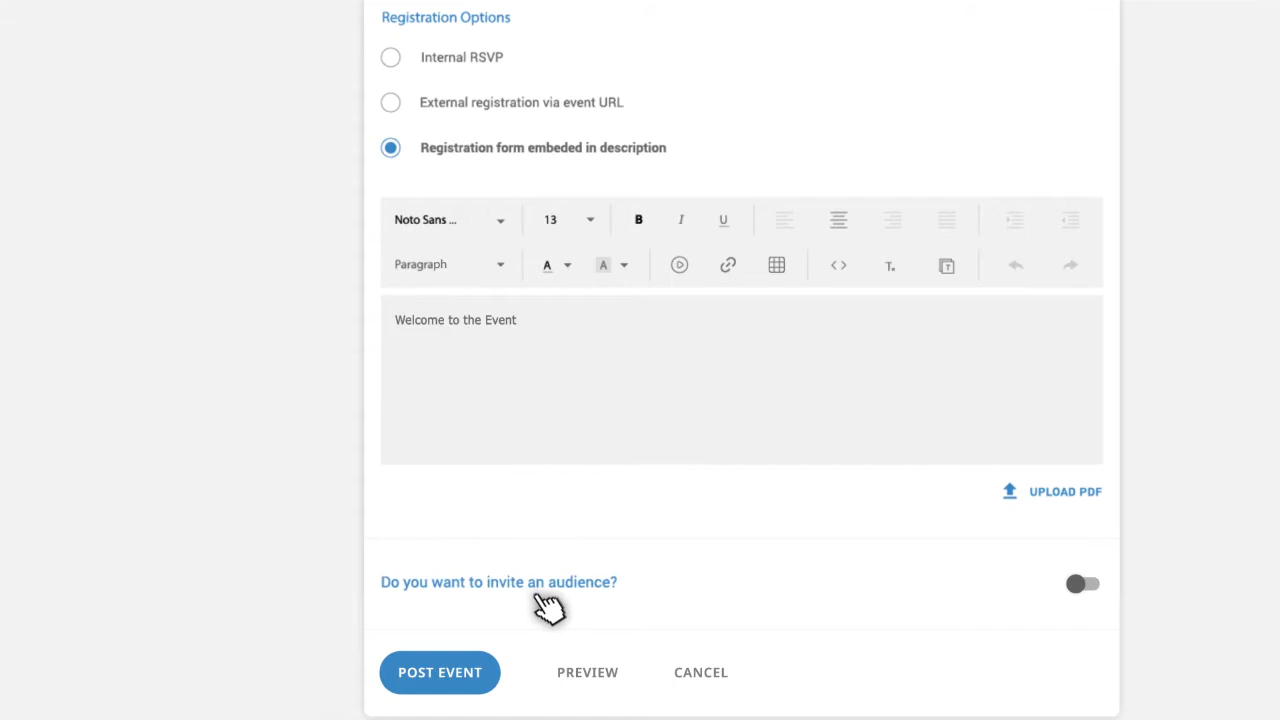 Registration Options
Internal RSVP
External registration via event URL
Registration form embeded in description
Noto Sans ... 13 B I U
Paragraph A A <> Tx T
Welcome to the Event
UPLOAD PDF
Do you want to invite an audience?
POST EVENT PREVIEW CANCEL